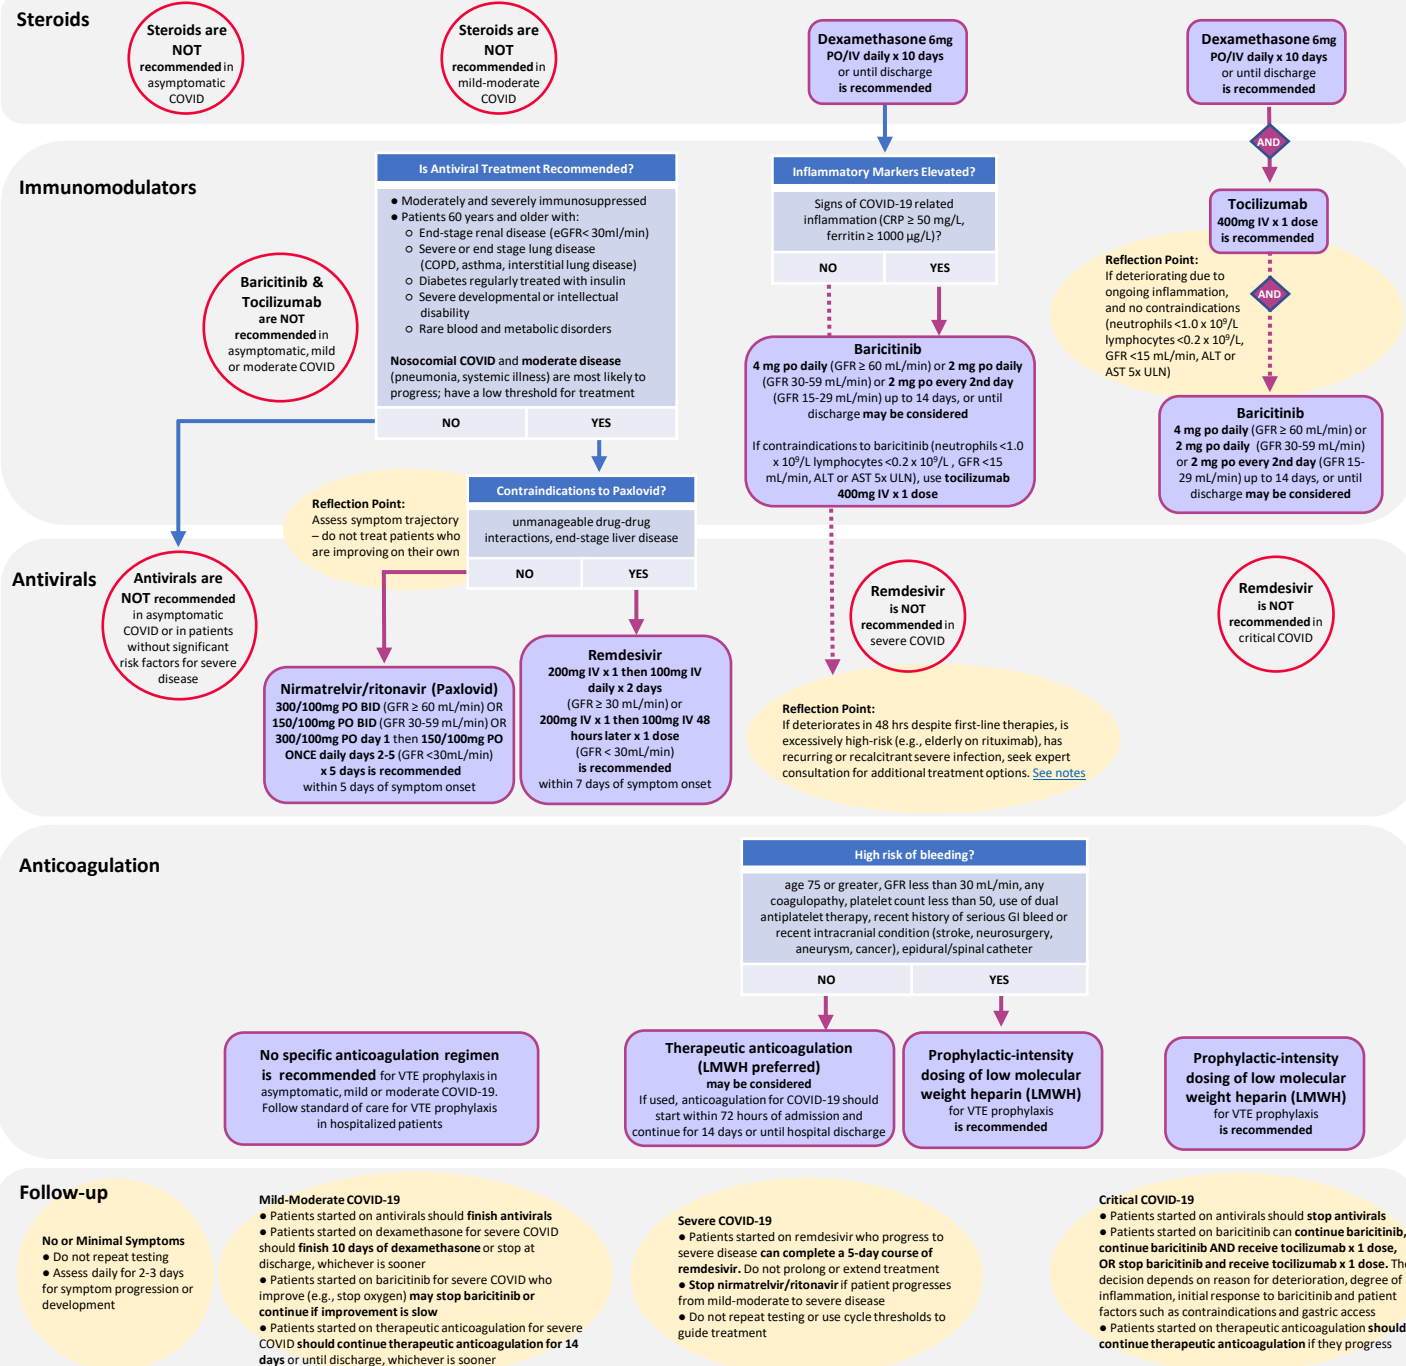 Steroids
Steroids are
NOT
recommended in
asymptomatic
COVID
Steroids are
NOT
recommended in
mild-moderate
COVID
Dexamethasone 6mg
PO/IV daily x 10 days
or until discharge
is recommended
Dexamethasone 6mg
PO/IV daily x 10 days
or until discharge
is recommended
AND
Immunomodulators
Baricitinib &
Tocilizumab
are NOT
recommended in
asymptomatic, mild
or moderate COVID
Is Antiviral Treatment Recommended?
● Moderately and severely immunosuppressed
● Patients 60 years and older with:
○ End-stage renal disease (eGFR< 30ml/min)
○ Severe or end stage lung disease
(COPD, asthma, interstitial lung disease)
○ Diabetes regularly treated with insulin
○ Severe developmental or intellectual
disability
○ Rare blood and metabolic disorders
Nosocomial COVID and moderate disease
(pneumonia, systemic illness) are most likely to
progress; have a low threshold for treatment
NO YES
Reflection Point:
Assess symptom trajectory
– do not treat patients who
are improving on their own
Contraindications to Paxlovid?
unmanageable drug-drug
interactions, end-stage liver disease
NO YES
Inflammatory Markers Elevated?
Signs of COVID-19 related
inflammation (CRP ≥ 50 mg/L,
ferritin ≥ 1000 µg/L)?
NO YES
Baricitinib
4 mg po daily (GFR ≥ 60 mL/min) or 2 mg po daily
(GFR 30-59 mL/min) or 2 mg po every 2nd day
(GFR 15-29 mL/min) up to 14 days, or until
discharge may be considered
If contraindications to baricitinib (neutrophils <1.0
x 10⁹/L lymphocytes <0.2 x 10⁹/L , GFR <15
mL/min, ALT or AST 5x ULN), use tocilizumab
400mg IV x 1 dose
Tocilizumab
400mg IV x 1 dose
is recommended
Reflection Point:
If deteriorating due to
ongoing inflammation,
and no contraindications
(neutrophils <1.0 x 10⁹/L
lymphocytes <0.2 x 10⁹/L,
GFR <15 mL/min, ALT or
AST 5x ULN)
AND
Baricitinib
4 mg po daily (GFR ≥ 60 mL/min) or
2 mg po daily (GFR 30-59 mL/min)
or 2 mg po every 2nd day (GFR 15-
29 mL/min) up to 14 days, or until
discharge may be considered
Antivirals
Antivirals are
NOT recommended
in asymptomatic
COVID or in patients
without significant
risk factors for severe
disease
Nirmatrelvir/ritonavir (Paxlovid)
300/100mg PO BID (GFR ≥ 60 mL/min) OR
150/100mg PO BID (GFR 30-59 mL/min) OR
300/100mg PO day 1 then 150/100mg PO
ONCE daily days 2-5 (GFR <30mL/min)
x 5 days is recommended
within 5 days of symptom onset
Remdesivir
200mg IV x 1 then 100mg IV
daily x 2 days
(GFR ≥ 30 mL/min) or
200mg IV x 1 then 100mg IV 48
hours later x 1 dose
(GFR < 30mL/min)
is recommended
within 7 days of symptom onset
Remdesivir
is NOT
recommended in
severe COVID
Reflection Point:
If deteriorates in 48 hrs despite first-line therapies, is
excessively high-risk (e.g., elderly on rituximab), has
recurring or recalcitrant severe infection, seek expert
consultation for additional treatment options. See notes
Remdesivir
is NOT
recommended in
critical COVID
Anticoagulation
High risk of bleeding?
age 75 or greater, GFR less than 30 mL/min, any
coagulopathy, platelet count less than 50, use of dual
antiplatelet therapy, recent history of serious GI bleed or
recent intracranial condition (stroke, neurosurgery,
aneurysm, cancer), epidural/spinal catheter
NO YES
No specific anticoagulation regimen
is recommended for VTE prophylaxis in
asymptomatic, mild or moderate COVID-19.
Follow standard of care for VTE prophylaxis
in hospitalized patients
Therapeutic anticoagulation
(LMWH preferred)
may be considered
If used, anticoagulation for COVID-19 should
start within 72 hours of admission and
continue for 14 days or until hospital discharge
Prophylactic-intensity
dosing of low molecular
weight heparin (LMWH)
for VTE prophylaxis
is recommended
Prophylactic-intensity
dosing of low molecular
weight heparin (LMWH)
for VTE prophylaxis
is recommended
Follow-up
No or Minimal Symptoms
● Do not repeat testing
● Assess daily for 2-3 days
for symptom progression or
development
Mild-Moderate COVID-19
● Patients started on antivirals should finish antivirals
● Patients started on dexamethasone for severe COVID
should finish 10 days of dexamethasone or stop at
discharge, whichever is sooner
● Patients started on baricitinib for severe COVID who
improve (e.g., stop oxygen) may stop baricitinib or
continue if improvement is slow
● Patients started on therapeutic anticoagulation for severe
COVID should continue therapeutic anticoagulation for 14
days or until discharge, whichever is sooner
Severe COVID-19
● Patients started on remdesivir who progress to
severe disease can complete a 5-day course of
remdesivir. Do not prolong or extend treatment
● Stop nirmatrelvir/ritonavir if patient progresses
from mild-moderate to severe disease
● Do not repeat testing or use cycle thresholds to
guide treatment
Critical COVID-19
● Patients started on antivirals should stop antivirals
● Patients started on baricitinib can continue baricitinib,
continue baricitinib AND receive tocilizumab x 1 dose,
OR stop baricitinib and receive tocilizumab x 1 dose. The
decision depends on reason for deterioration, degree of
inflammation, initial response to baricitinib and patient
factors such as contraindications and gastric access
● Patients started on therapeutic anticoagulation should
continue therapeutic anticoagulation if they progress